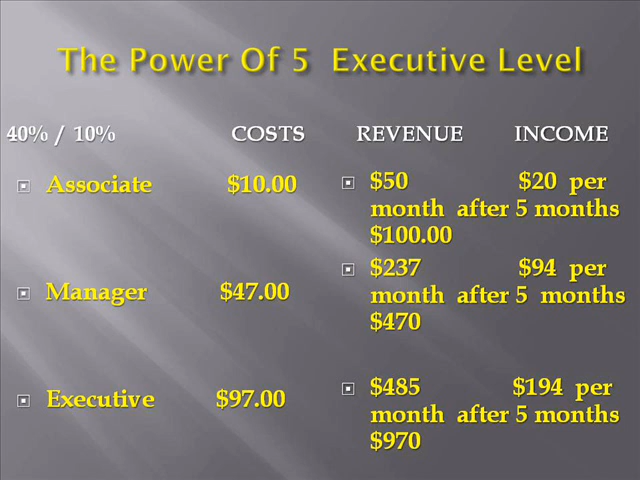 The Power Of 5 Executive Level
40% / 10% COSTS REVENUE INCOME
Associate $10.00
$50 $20 per
month after 5 months
$100.00
Manager $47.00
$237 $94 per
month after 5 months
$470
Executive $97.00
$485 $194 per
month after 5 months
$970